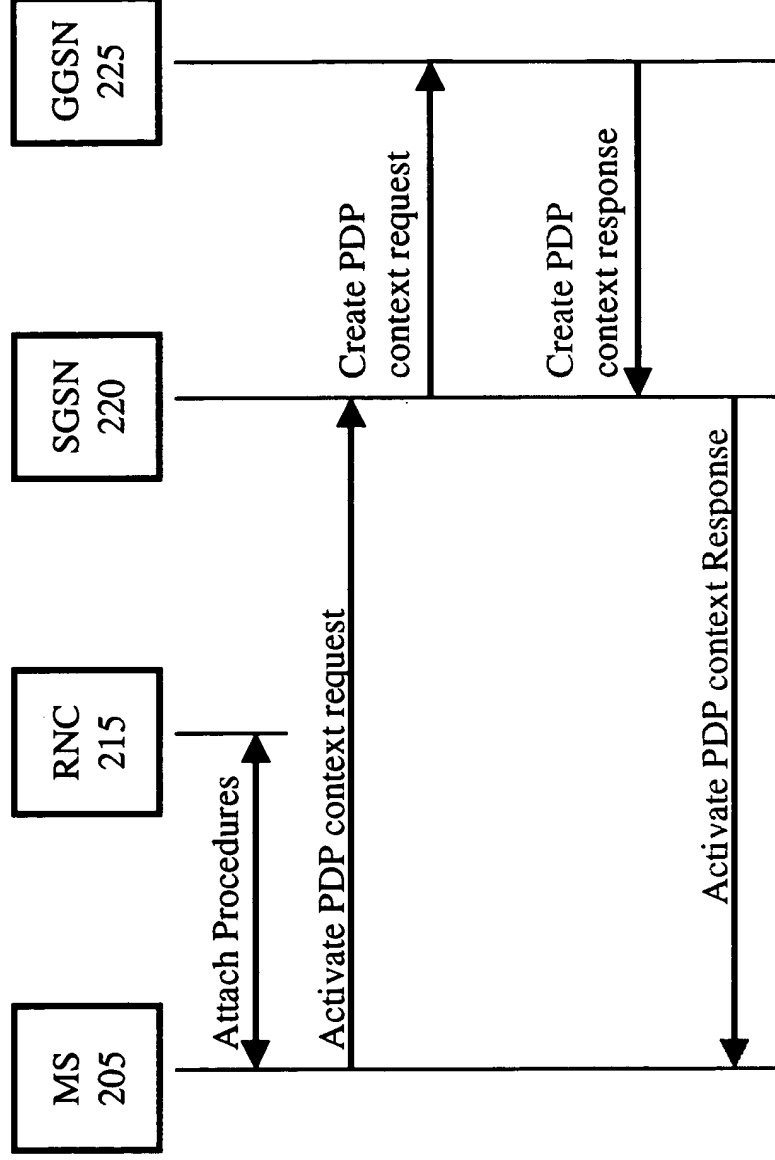 MS
205
RNC
215
SGSN
220
GGSN
225
Attach Procedures
Activate PDP context request
Create PDP
context request
Create PDP
context response
Activate PDP context Response